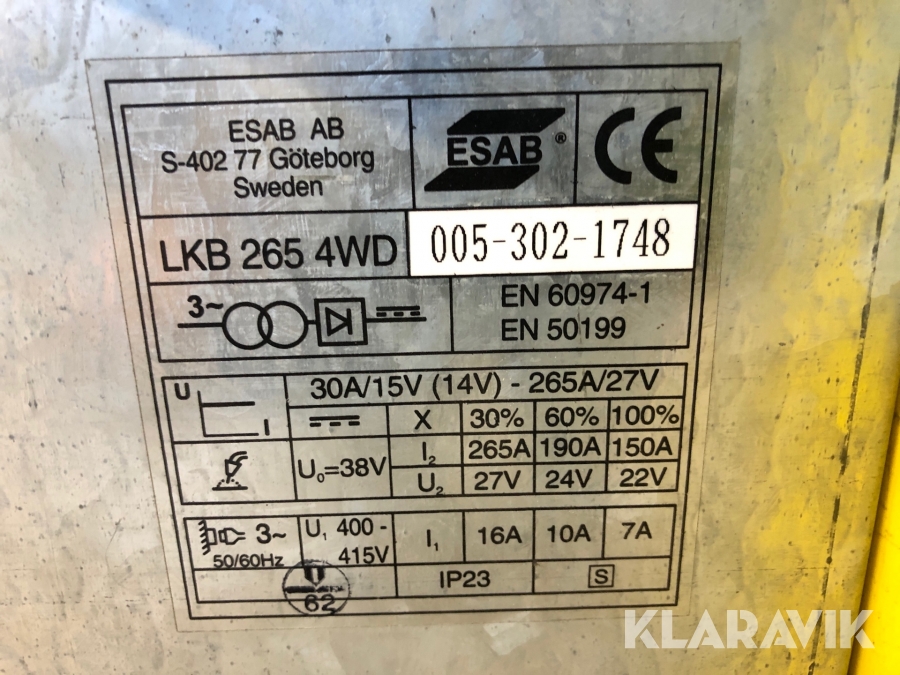 ESAB AB
S-402 77 Göteborg
Sweden
ESAB ®
CE
LKB 265 4WD
005-302-1748
3~
EN 60974-1
EN 50199
U
I
30A/15V (14V) - 265A/27V
X 30% 60% 100%
U₀=38V
I₂ 265A 190A 150A
U₂ 27V 24V 22V
3~
50/60Hz
U₁ 400 -
415V
I₁ 16A 10A 7A
IP23
S
62
KLARAVIK